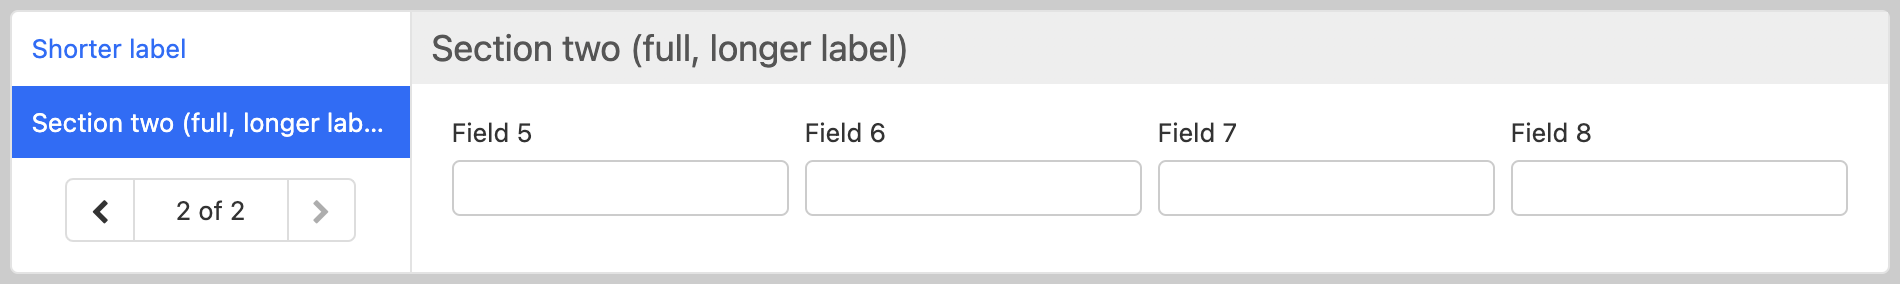 Shorter label
Section two (full, longer lab...
2 of 2
Section two (full, longer label)
Field 5
Field 6
Field 7
Field 8